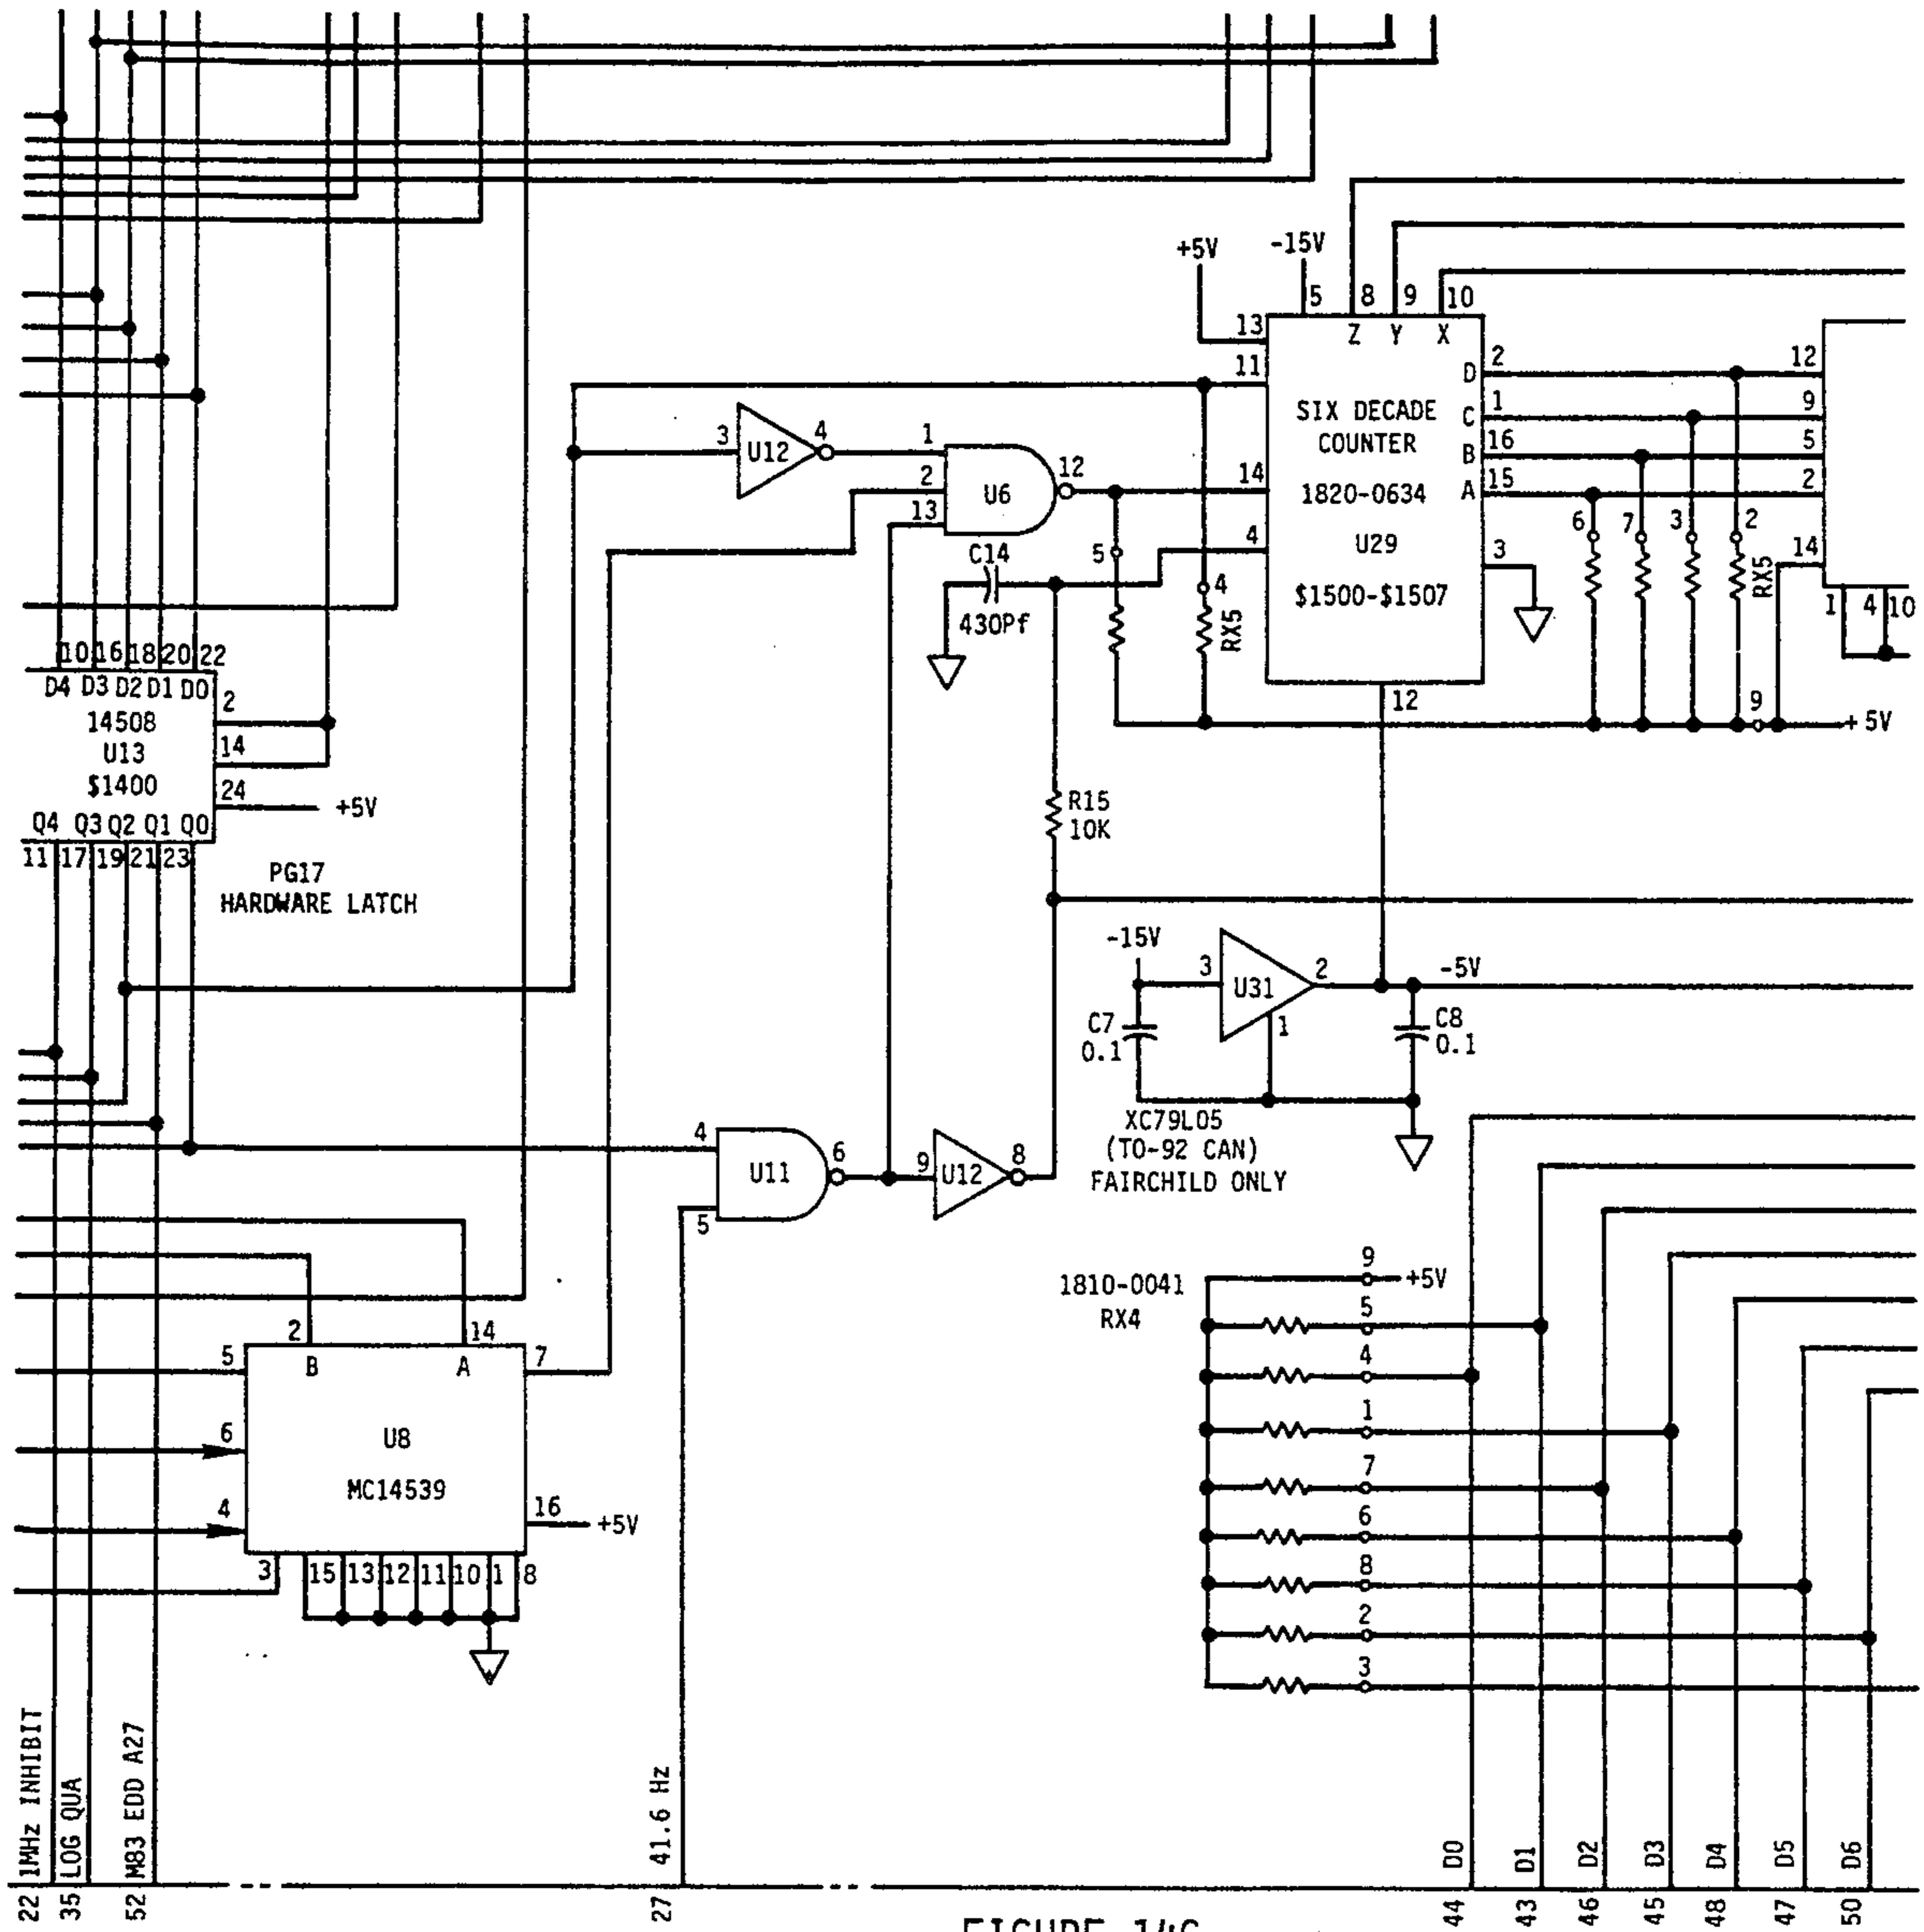 +5V
-15V
5
8
9
10
13
Z
Y
X
11
2
12
D
SIX DECADE
C
1
9
COUNTER
3
U12
4
1
16
5
B
12
2
14
15
2
U6
1820-0634
A
13
6
7
3
2
C14
5
4
U29
3
14
4
RX5
430Pf
RX5
$1500-$1507
1
4
10
10
16
18
20
22
D4
D3
D2
D1
D0
2
12
9
14508
+5V
U13
14
$1400
24
+5V
R15
10K
Q4
Q3
Q2
Q1
Q0
11
17
19
21
23
PG17
HARDWARE LATCH
-15V
3
2
-5V
U31
C7
0.1
1
C8
0.1
XC79L05
(TO-92 CAN)
FAIRCHILD ONLY
4
6
9
8
U11
U12
5
9
1810-0041
+5V
RX4
5
2
14
4
5
B
A
7
1
6
U8
7
MC14539
4
16
+5V
6
3
15
13
12
11
10
1
8
8
2
3
1MHz INHIBIT
LOG QUA
M83 EDD A27
41.6 Hz
D0
D1
D2
D3
D4
D5
D6
22
35
52
27
44
43
46
45
48
47
50